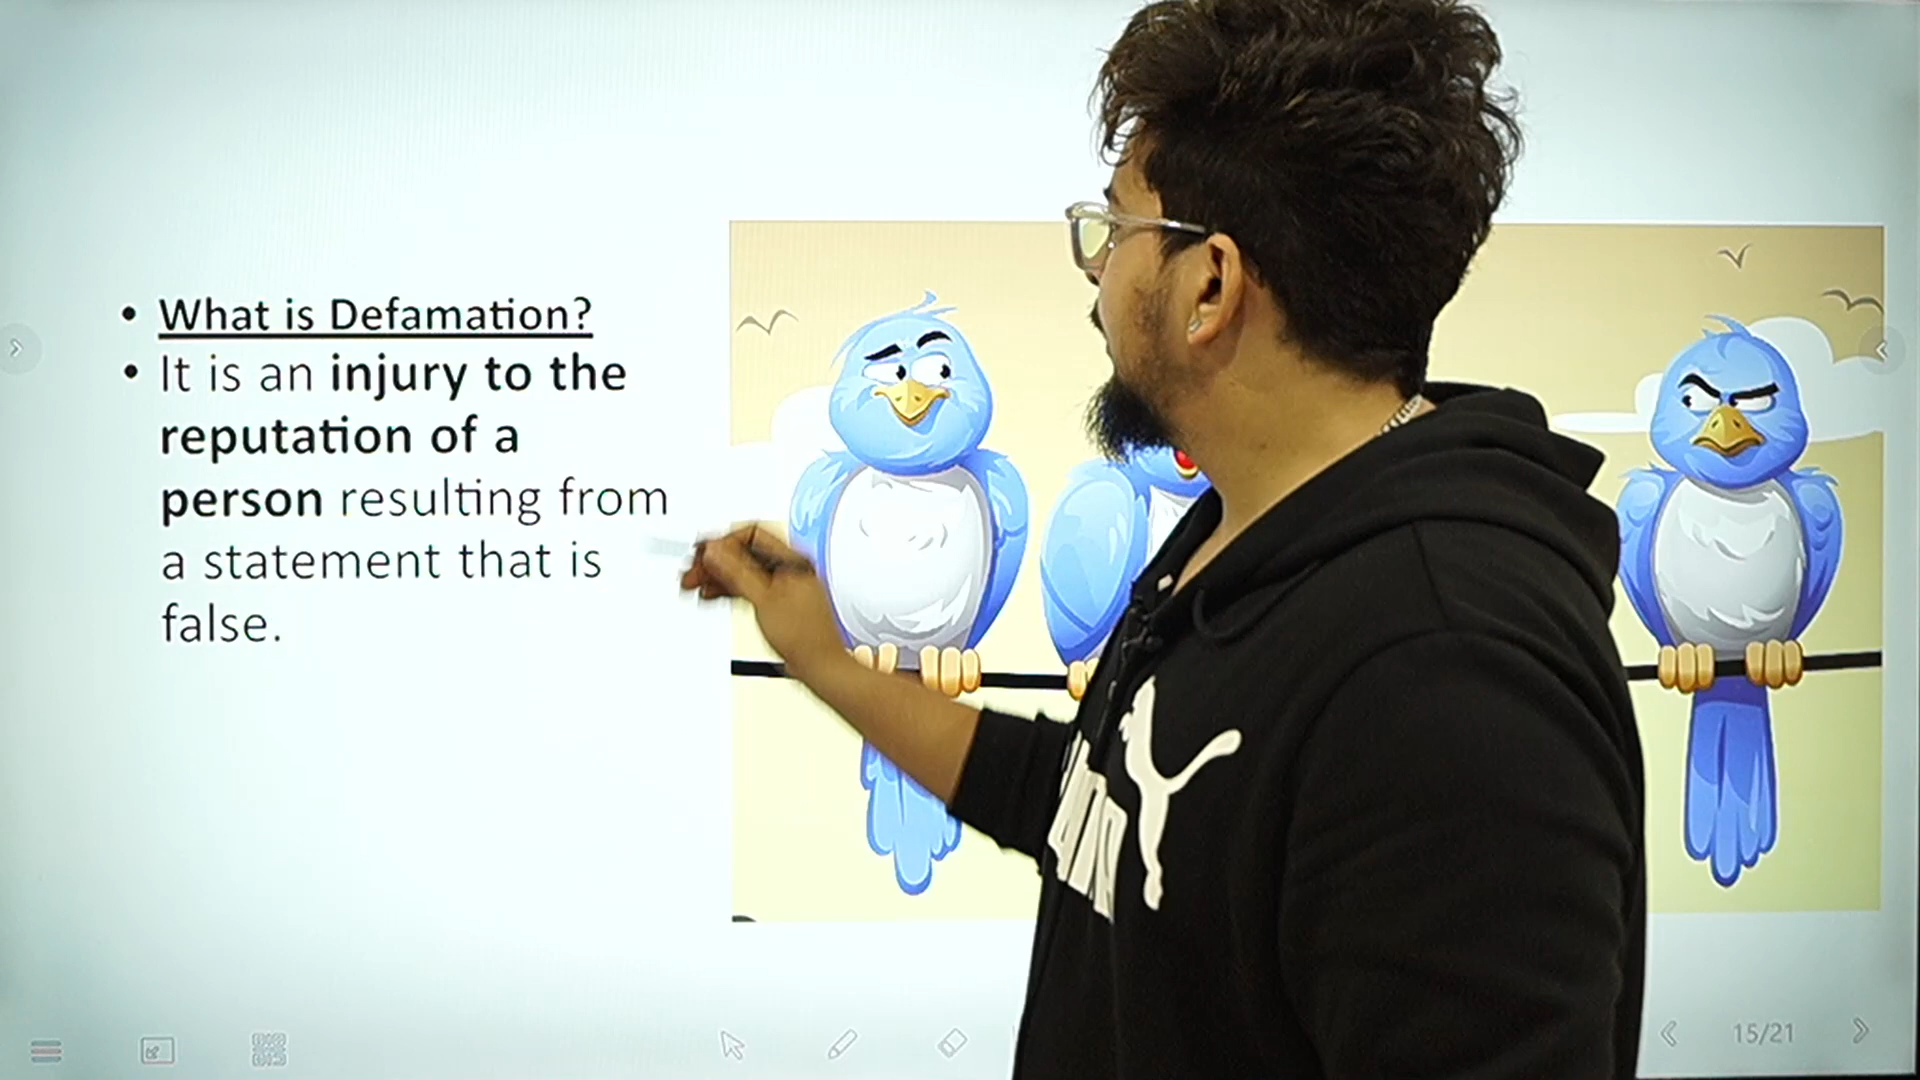 • What is Defamation?
• It is an injury to the
reputation of a
person resulting from
a statement that is
false.
15/21